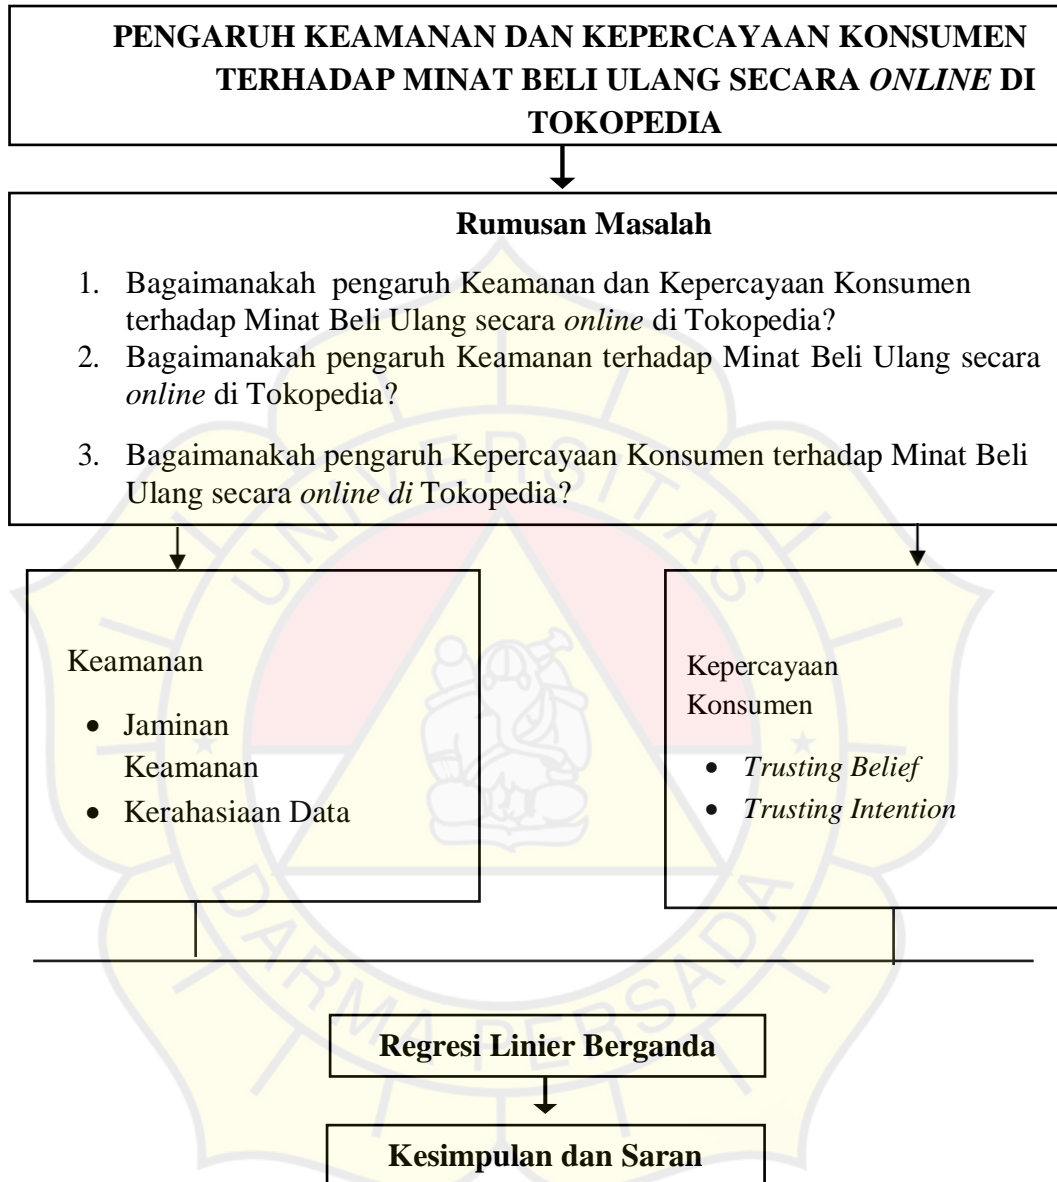 PENGARUH KEAMANAN DAN KEPERCAYAAN KONSUMEN
TERHADAP MINAT BELI ULANG SECARA ONLINE DI
TOKOPEDIA
Rumusan Masalah
1. Bagaimanakah pengaruh Keamanan dan Kepercayaan Konsumen
terhadap Minat Beli Ulang secara online di Tokopedia?
2. Bagaimanakah pengaruh Keamanan terhadap Minat Beli Ulang secara
online di Tokopedia?
3. Bagaimanakah pengaruh Kepercayaan Konsumen terhadap Minat Beli
Ulang secara online di Tokopedia?
Keamanan
• Jaminan
Keamanan
• Kerahasiaan Data
Kepercayaan
Konsumen
• Trusting Belief
• Trusting Intention
Regresi Linier Berganda
Kesimpulan dan Saran
UNIVERSITAS
DARMA PERSADA